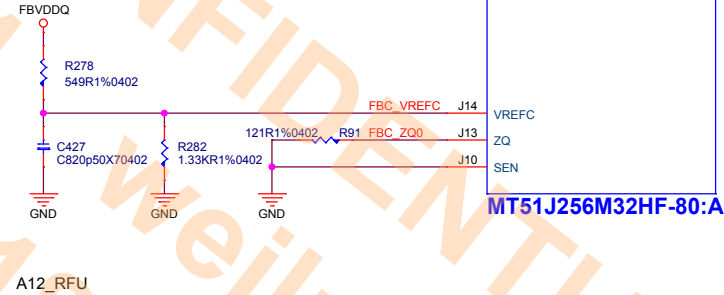 FBVDDQ
R278
549R1%0402
FBC_VREFC J14 VREFC
121R1%0402 R91 FBC_ZQ0 J13 ZQ
C427
C820p50X70402
R282
1.33KR1%0402
J10 SEN
GND GND GND
MT51J256M32HF-80:A
A12_RFU